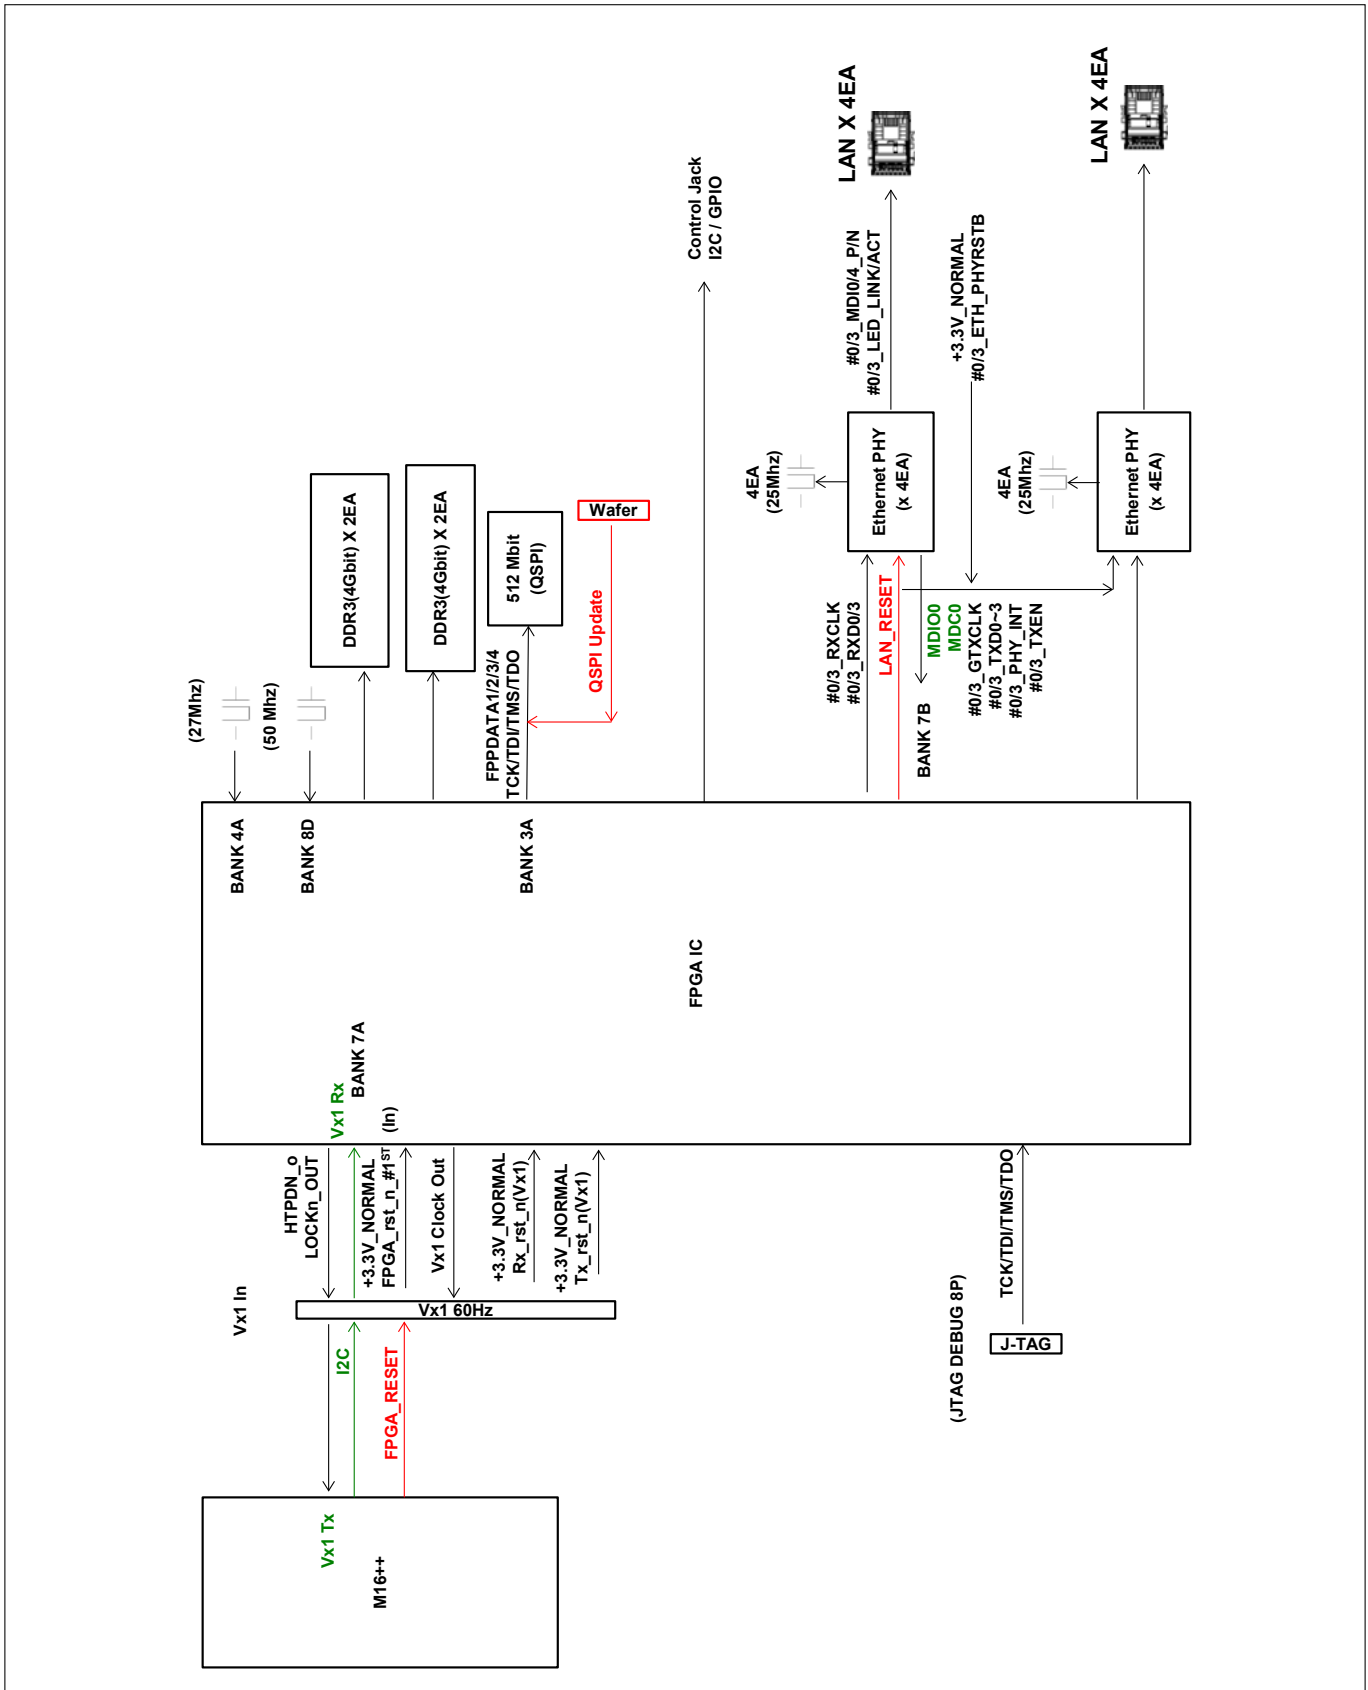 M16++
Vx1 Tx
I2C
FPGA_RESET
Vx1 In
Vx1 60Hz
HTPDN_o
LOCKn_OUT
Vx1 Rx
BANK 7A
+3.3V_NORMAL
FPGA_rst_n_#1ST
(In)
Vx1 Clock Out
+3.3V_NORMAL
Rx_rst_n(Vx1)
+3.3V_NORMAL
Tx_rst_n(Vx1)
(JTAG DEBUG 8P)
J-TAG
TCK/TDI/TMS/TDO
FPGA IC
BANK 4A
BANK 8D
BANK 3A
(27Mhz)
(50 Mhz)
DDR3(4Gbit) X 2EA
DDR3(4Gbit) X 2EA
FPPDATA1/2/3/4
TCK/TDI/TMS/TDO
512 Mbit
(QSPI)
QSPI Update
Wafer
Control Jack
I2C / GPIO
#0/3_RXCLK
#0/3_RXD0/3
LAN_RESET
BANK 7B
MDIO0
MDC0
#0/3_GTXCLK
#0/3_TXD0~3
#0/3_PHY_INT
#0/3_TXEN
4EA
(25Mhz)
Ethernet PHY
(x 4EA)
#0/3_MDI0/4_P/N
#0/3_LED_LINK/ACT
+3.3V_NORMAL
#0/3_ETH_PHYRSTB
LAN X 4EA
4EA
(25Mhz)
Ethernet PHY
(x 4EA)
LAN X 4EA